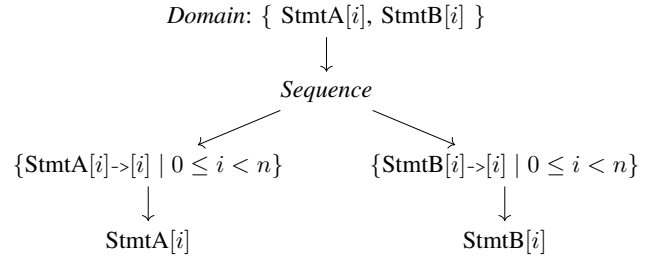 Domain: { StmtA[i], StmtB[i] }
Sequence
{StmtA[i]->[i] | 0 ≤ i < n} {StmtB[i]->[i] | 0 ≤ i < n}
StmtA[i] StmtB[i]